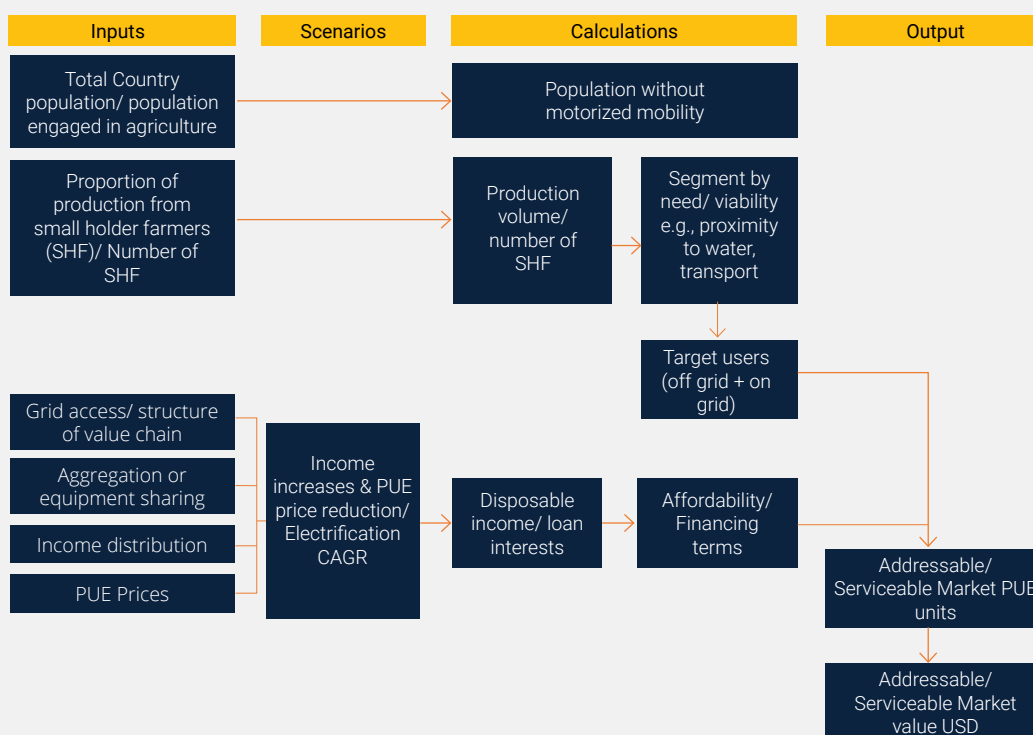 Inputs
Scenarios
Calculations
Output
Total Country
population/ population
engaged in agriculture
Population without
motorized mobility
Proportion of
production from
small holder farmers
(SHF)/ Number of
SHF
Production
volume/
number of
SHF
Segment by
need/ viability
e.g., proximity
to water,
transport
Target users
(off grid + on
grid)
Grid access/ structure
of value chain
Aggregation or
equipment sharing
Income distribution
PUE Prices
Income
increases & PUE
price reduction/
Electrification
CAGR
Disposable
income/ loan
interests
Affordability/
Financing
terms
Addressable/
Serviceable Market PUE
units
Addressable/
Serviceable Market
value USD